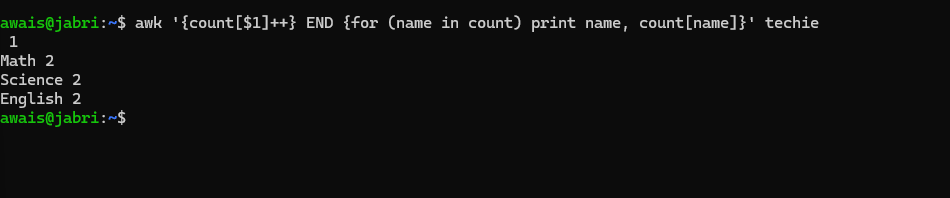 awais@jabri:~$ awk '{count[$1]++} END {for (name in count) print name, count[name]}' techie
 1
Math 2
Science 2
English 2
awais@jabri:~$